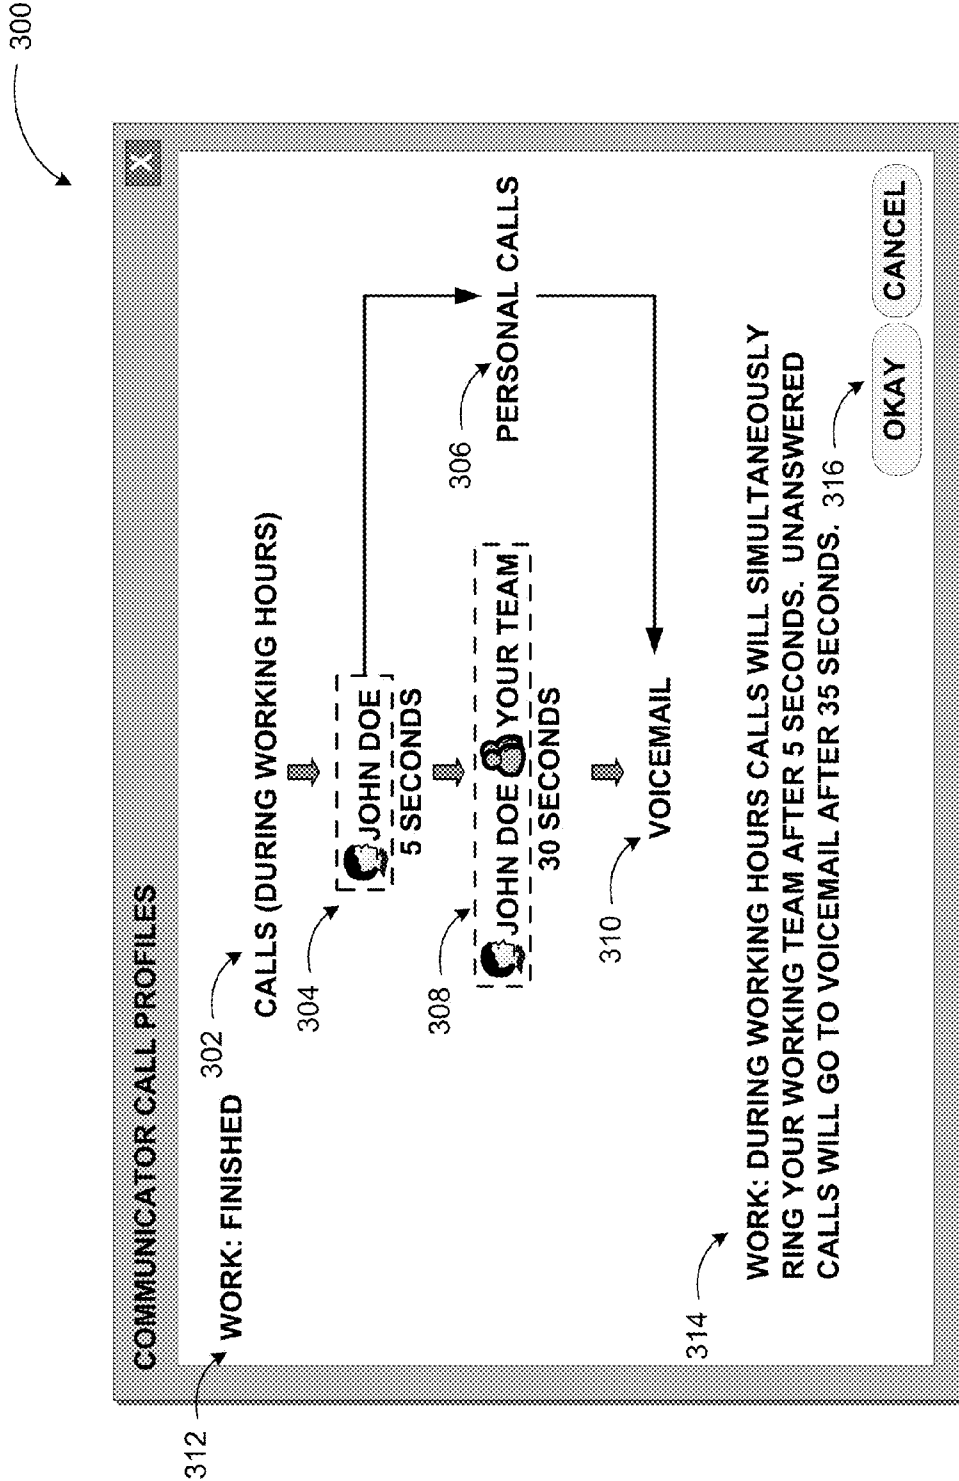 300
COMMUNICATOR CALL PROFILES
X
312
WORK: FINISHED
302
CALLS (DURING WORKING HOURS)
304
JOHN DOE
5 SECONDS
308
JOHN DOE YOUR TEAM
30 SECONDS
306
PERSONAL CALLS
310
VOICEMAIL
314
WORK: DURING WORKING HOURS CALLS WILL SIMULTANEOUSLY
RING YOUR WORKING TEAM AFTER 5 SECONDS. UNANSWERED
CALLS WILL GO TO VOICEMAIL AFTER 35 SECONDS.
316
OKAY CANCEL